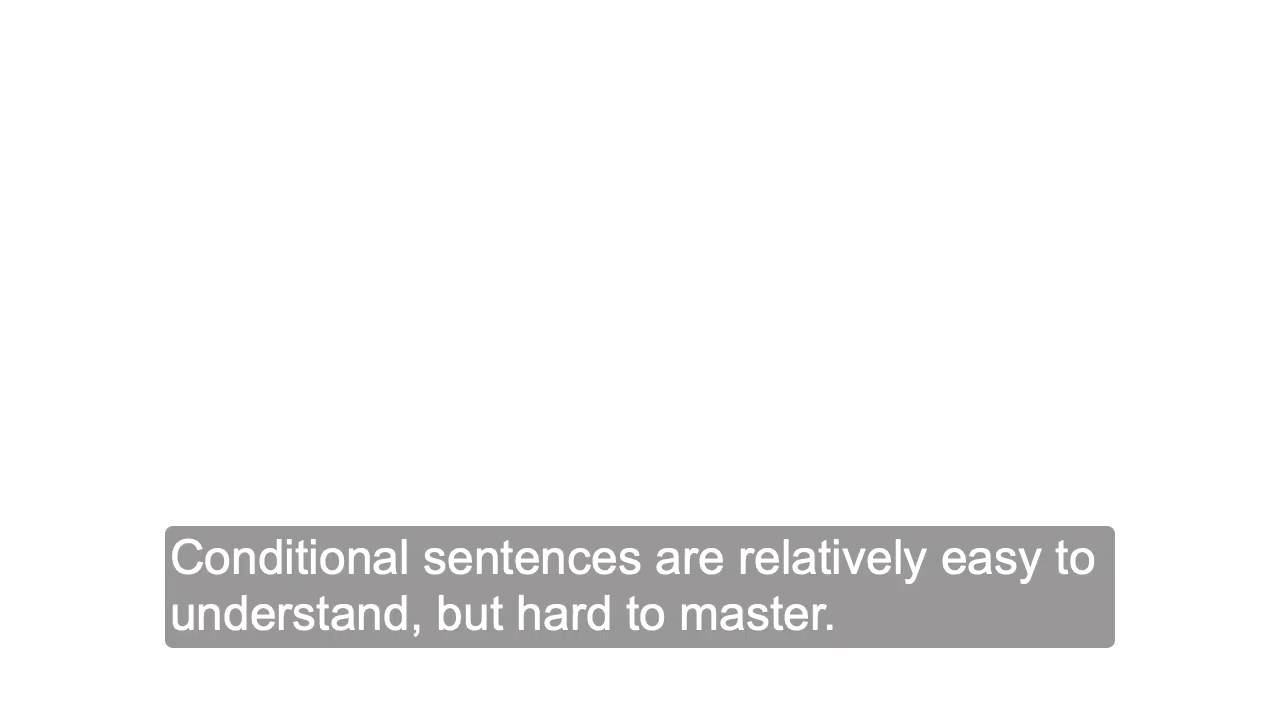 Conditional sentences are relatively easy to
understand, but hard to master.